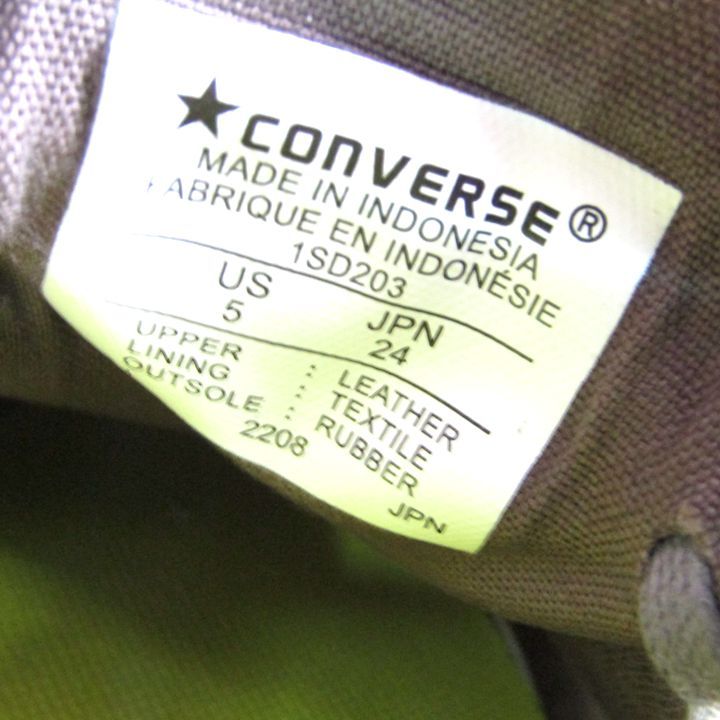 ★CONVERSE®
MADE IN INDONESIA
FABRIQUE EN INDONÉSIE
1SD203
US JPN
5 24
UPPER : LEATHER
LINING : TEXTILE
OUTSOLE : RUBBER
2208
JPN